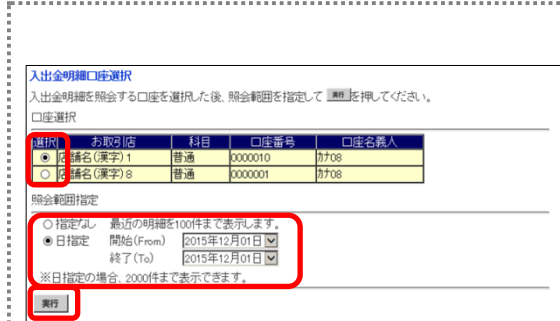 入出金明細口座選択
入出金明細を照会する口座を選択した後、照会範囲を指定して 実行 を押してください。
口座選択
選択 お取引店 科目 口座番号 口座名義人
店舗名(漢字)1 普通 0000010 ｶﾅ08
店舗名(漢字)8 普通 0000001 ｶﾅ08
照会範囲指定
指定なし 最近の明細を100件まで表示します。
日指定 開始(From) 2015年12月01日
終了(To) 2015年12月01日
※日指定の場合、2000件まで表示できます。
実行